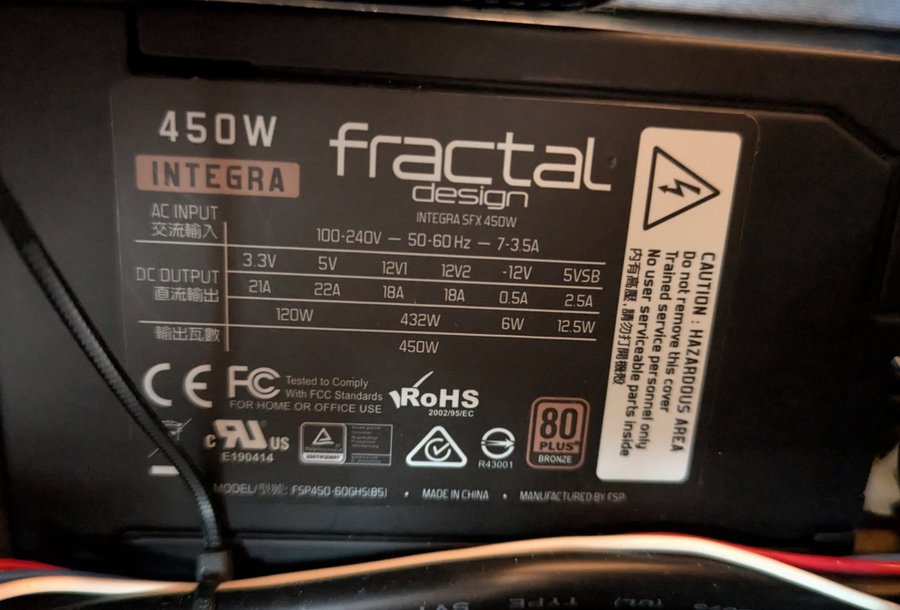 450W
INTEGRA
fractal
design
INTEGRA SFX 450W
AC INPUT
交流輸入
100-240V — 50-60Hz — 7-3.5A
3.3V 5V 12V1 12V2 -12V 5VSB
DC OUTPUT
直流輸出
21A 22A 18A 18A 0.5A 2.5A
120W 432W 6W 12.5W
輸出瓦數
450W
CE FC Tested to Comply
With FCC Standards
FOR HOME OR OFFICE USE
RoHS
2002/95/EC
c RU US
E190414
R43001
80
PLUS
BRONZE
MODEL/型號: FSP450-60GHS(85) • MADE IN CHINA • MANUFACTURED BY FSP
CAUTION : HAZARDOUS AREA
Do not remove this cover
Trained service personnel only
No user serviceable parts inside
內有高壓,請勿打開機殼